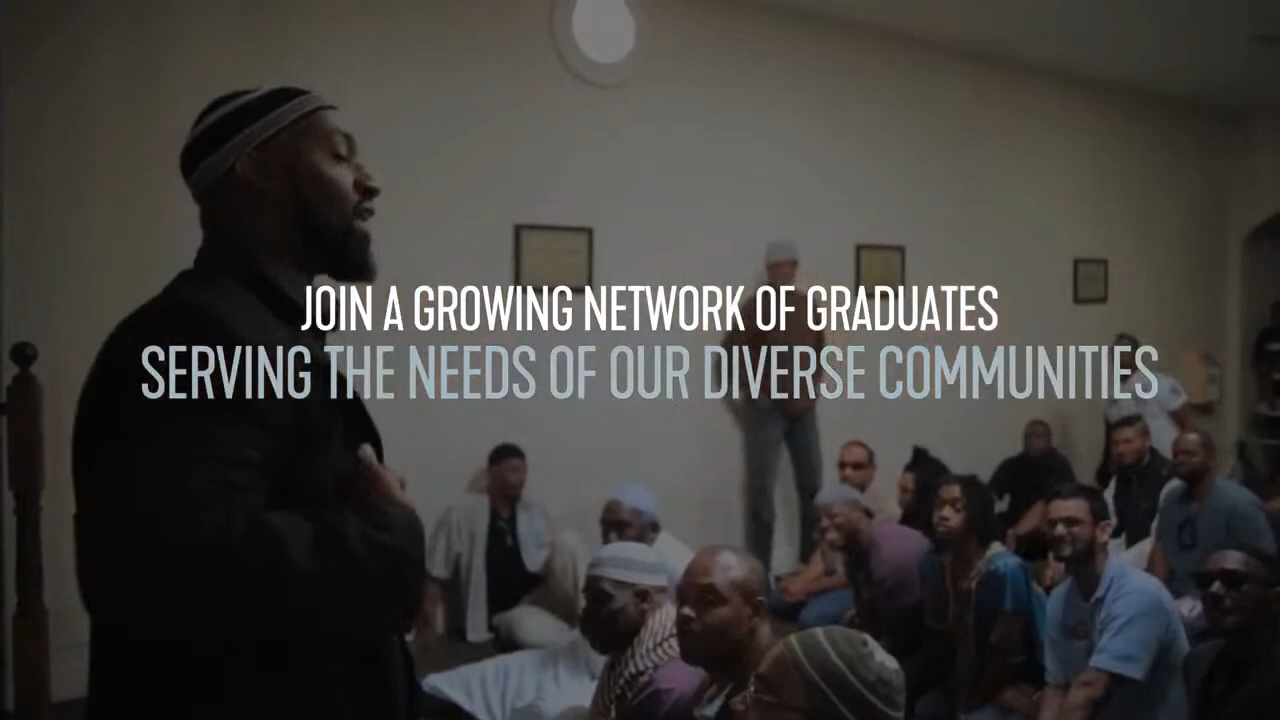 JOIN A GROWING NETWORK OF GRADUATES
SERVING THE NEEDS OF OUR DIVERSE COMMUNITIES